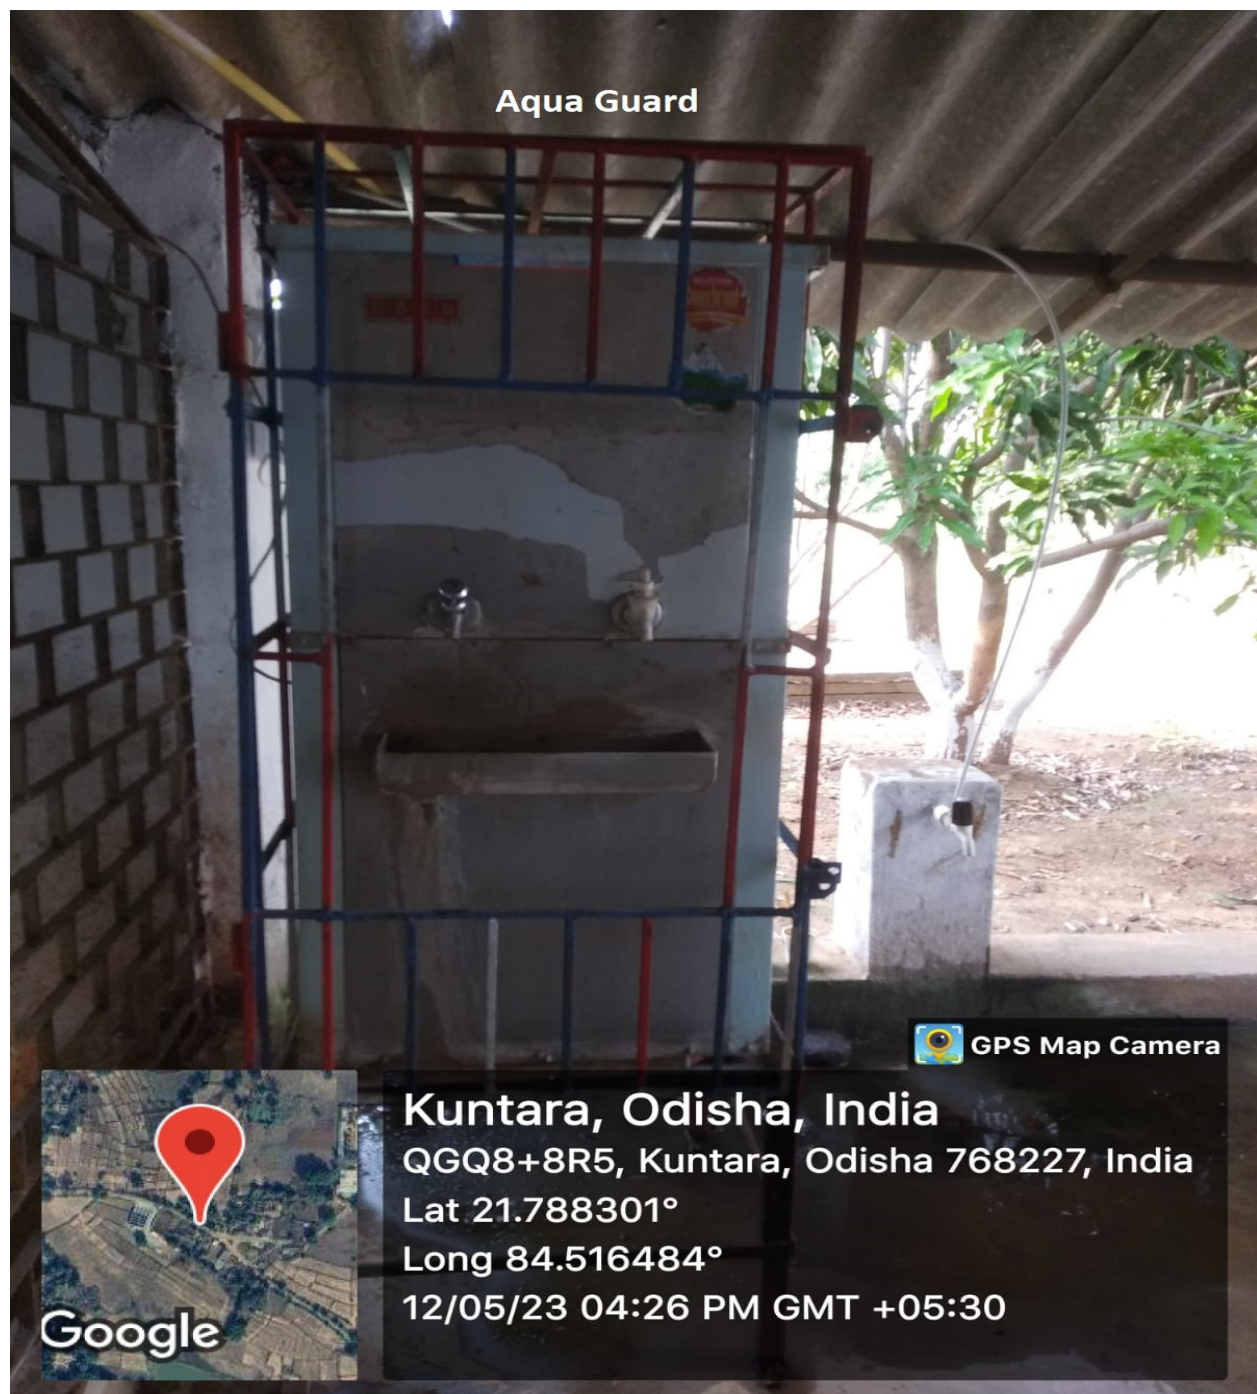 Aqua Guard
GPS Map Camera
Kuntara, Odisha, India
QGQ8+8R5, Kuntara, Odisha 768227, India
Lat 21.788301°
Long 84.516484°
12/05/23 04:26 PM GMT +05:30
Google